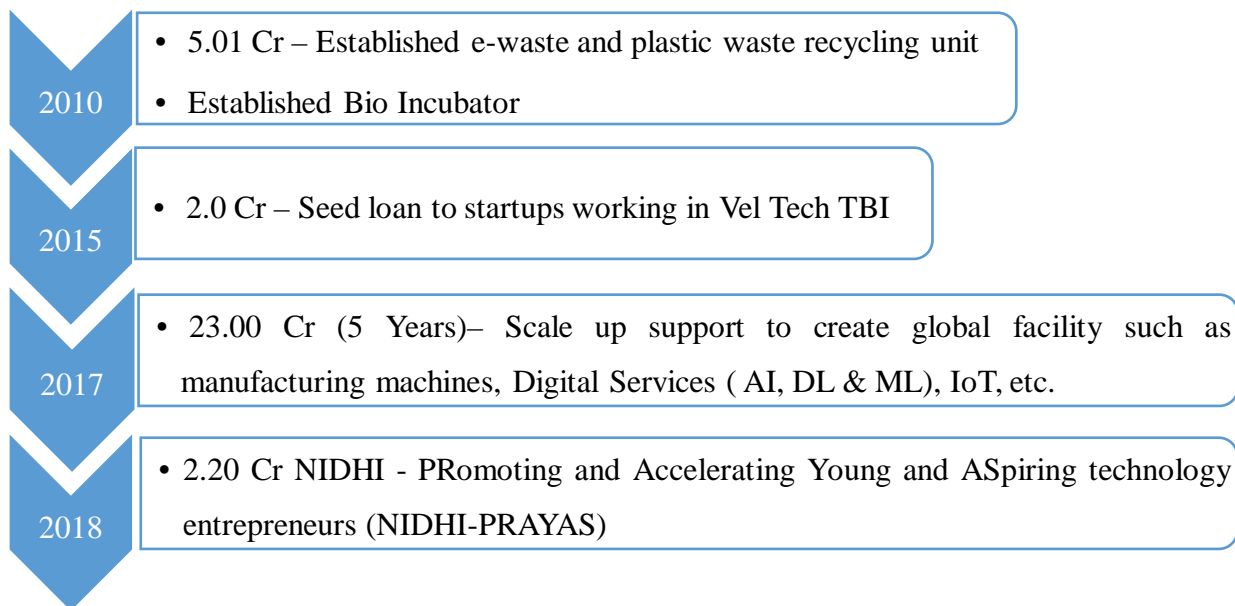 2010
• 5.01 Cr – Established e-waste and plastic waste recycling unit
• Established Bio Incubator
2015
• 2.0 Cr – Seed loan to startups working in Vel Tech TBI
2017
• 23.00 Cr (5 Years)– Scale up support to create global facility such as
manufacturing machines, Digital Services ( AI, DL & ML), IoT, etc.
2018
• 2.20 Cr NIDHI - PRomoting and Accelerating Young and ASpiring technology
entrepreneurs (NIDHI-PRAYAS)